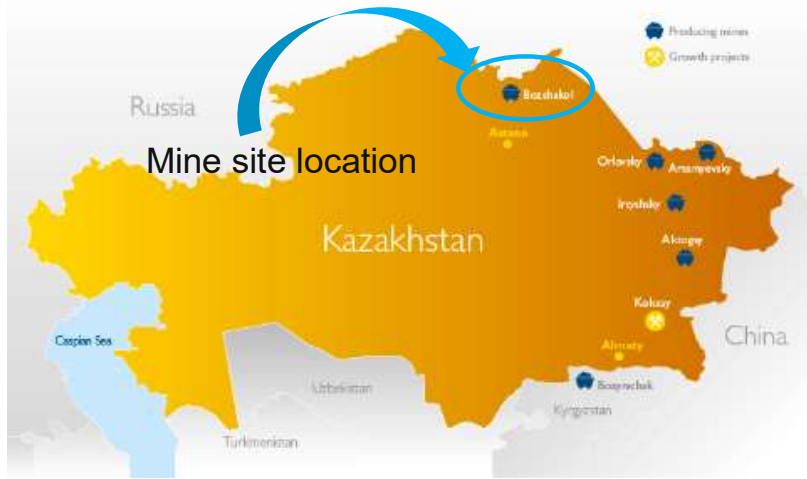 Producing mines
Growth projects
Russia
Bozshakol
Astana
Mine site location
Orlovsky
Artemyevsky
Irtyshsky
Kazakhstan
Aktogay
Koksay
China
Caspian Sea
Almaty
Uzbekistan
Bozymchak
Kyrgyzstan
Turkmenistan